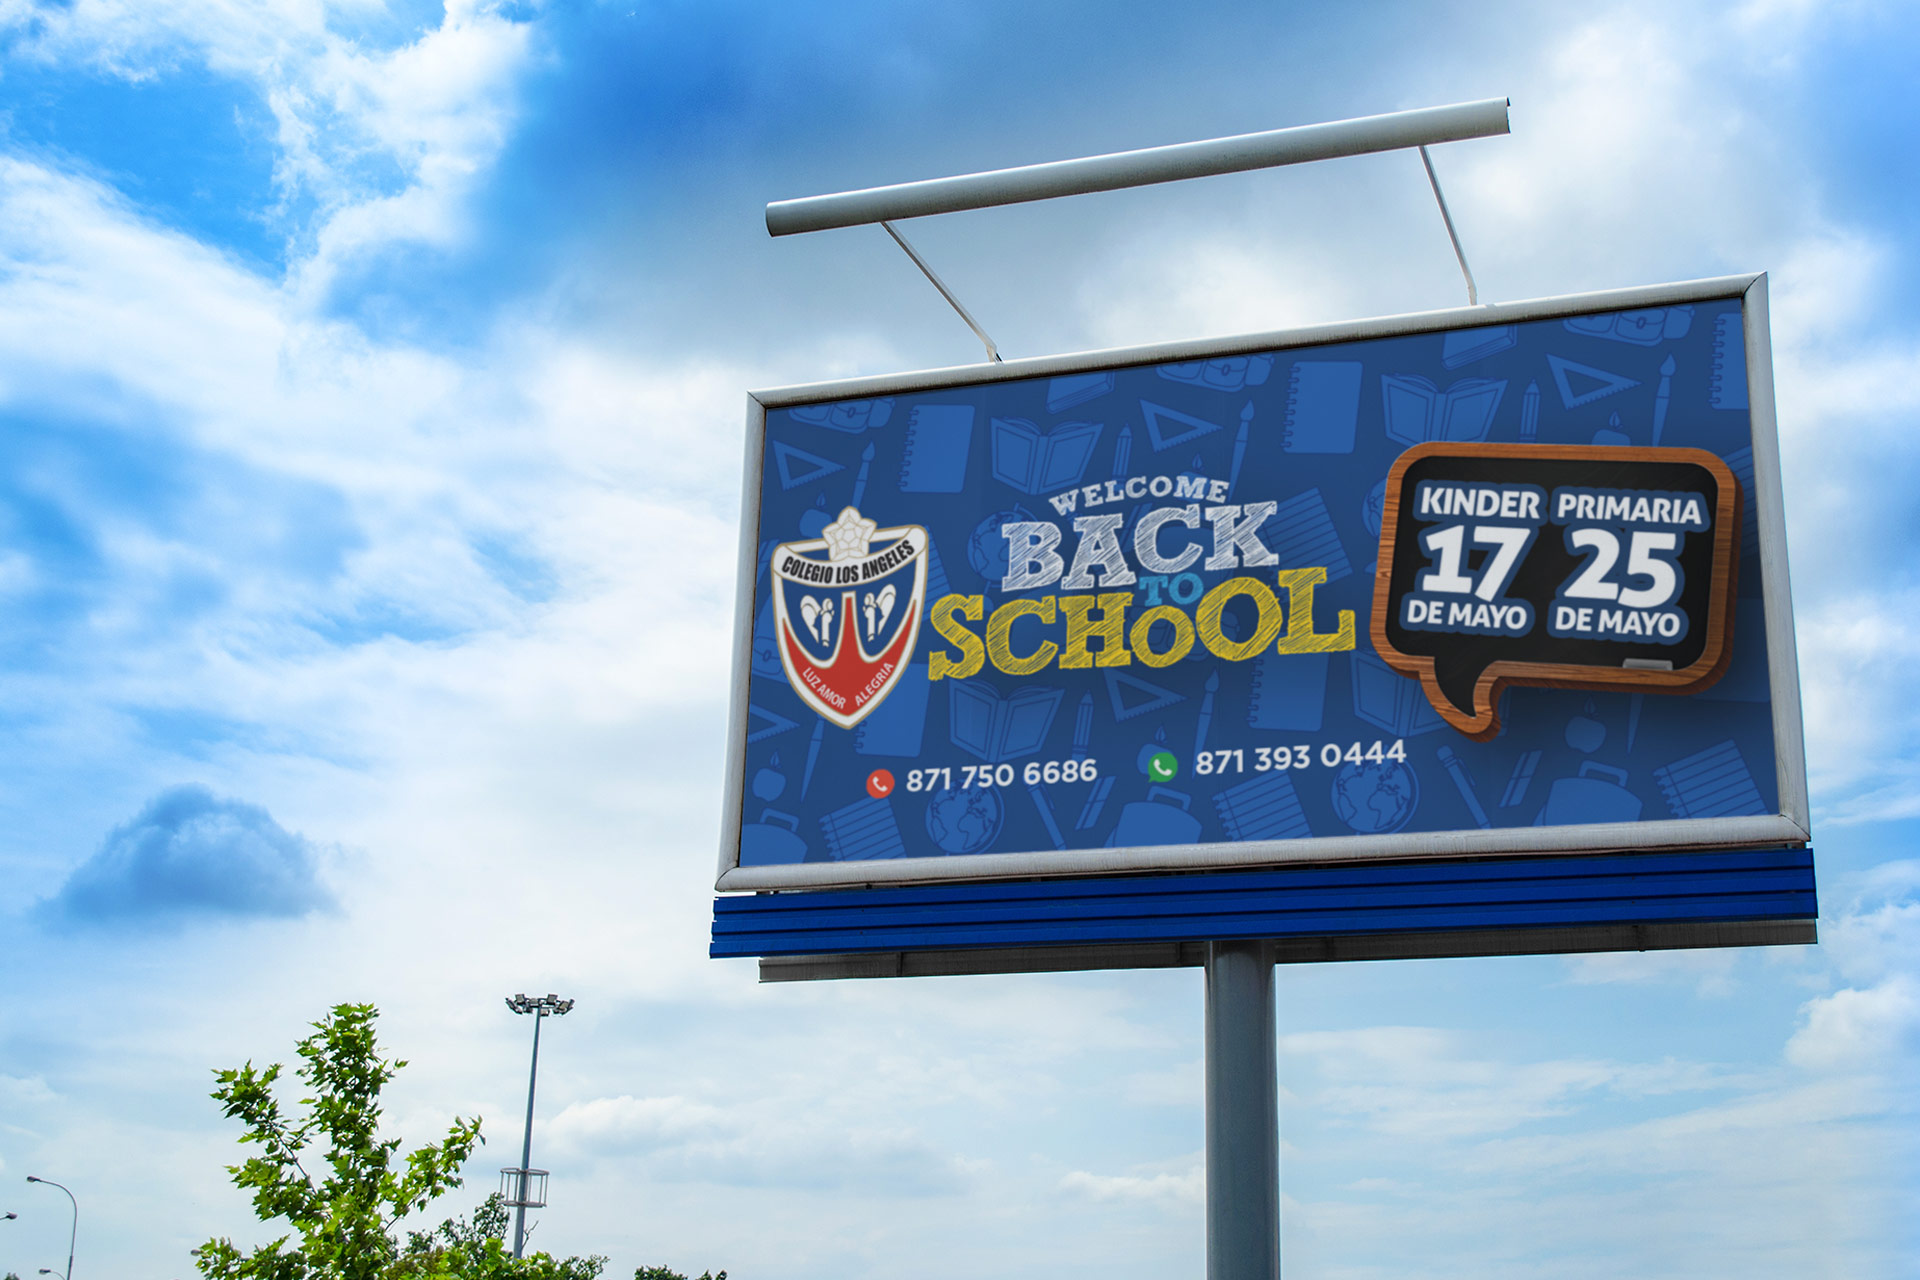 COLEGIO LOS ANGELES
LUZ AMOR ALEGRIA
WELCOME
BACK
TO
SCHOOL
KINDER
17
DE MAYO
PRIMARIA
25
DE MAYO
871 750 6686
871 393 0444